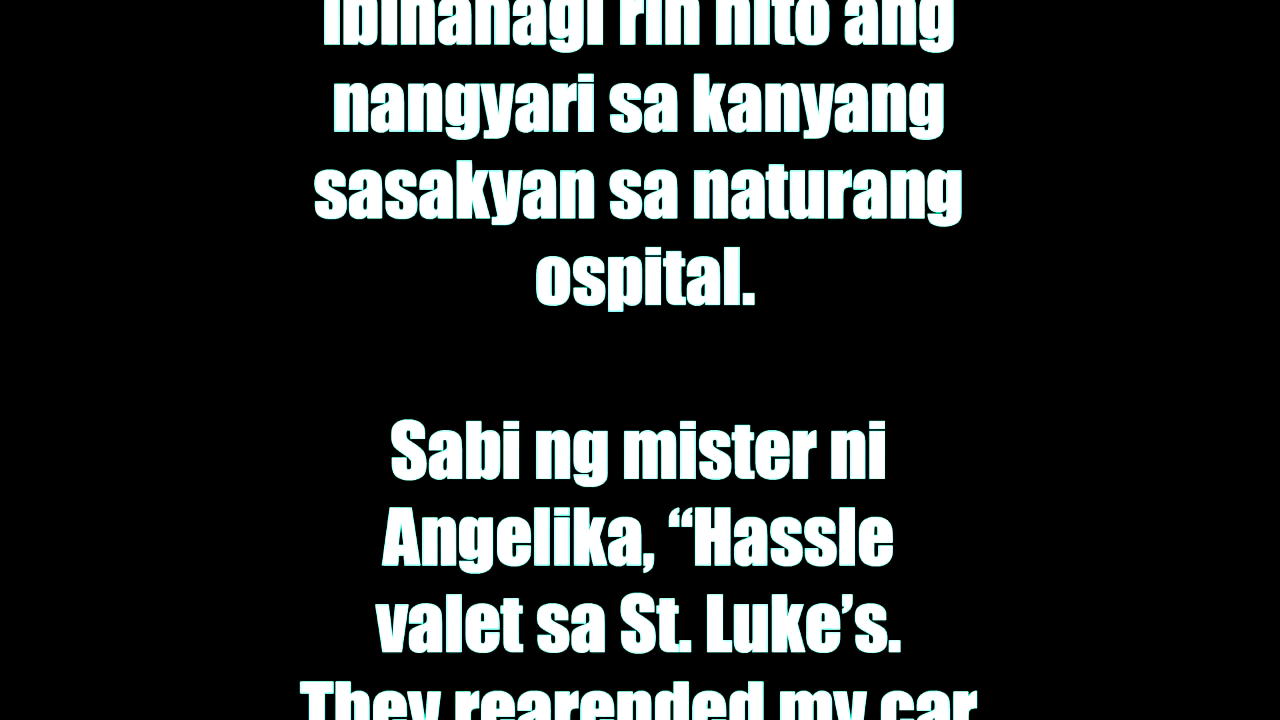 ibinahagi rin nito ang
nangyari sa kanyang
sasakyan sa naturang
ospital.
Sabi ng mister ni
Angelika, “Hassle
valet sa St. Luke’s.
They rearended my car